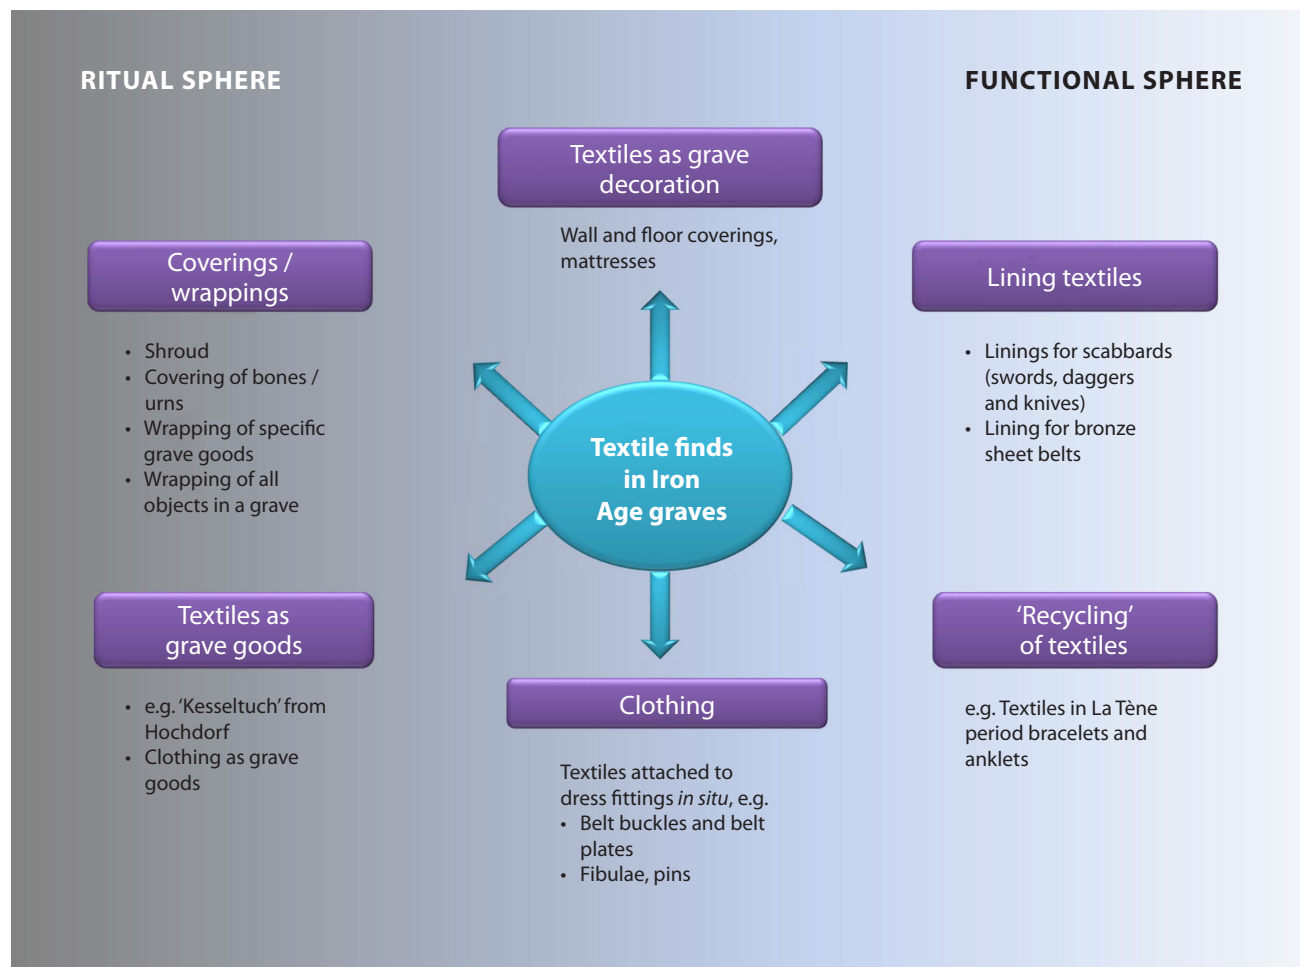 RITUAL SPHERE
FUNCTIONAL SPHERE
Textiles as grave
decoration
Wall and floor coverings,
mattresses
Coverings /
wrappings
• Shroud
• Covering of bones /
urns
• Wrapping of specific
grave goods
• Wrapping of all
objects in a grave
Lining textiles
• Linings for scabbards
(swords, daggers
and knives)
• Lining for bronze
sheet belts
Textile finds
in Iron
Age graves
Textiles as
grave goods
• e.g. ‘Kesseltuch’ from
Hochdorf
• Clothing as grave
goods
Clothing
Textiles attached to
dress fittings in situ, e.g.
• Belt buckles and belt
plates
• Fibulae, pins
‘Recycling’
of textiles
e.g. Textiles in La Tène
period bracelets and
anklets